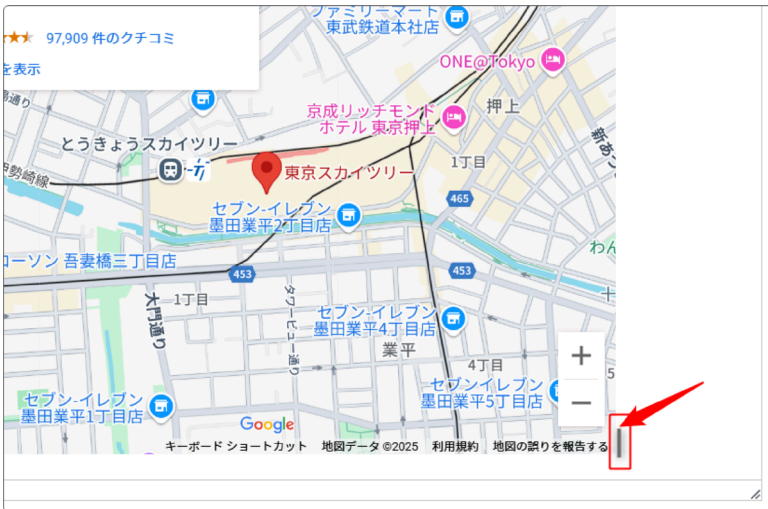 ファミリーマート
東武鉄道本社店
97,909 件のクチコミ
を表示
ONE@Tokyo
京成リッチモンド
ホテル 東京押上
押上
とうきょうスカイツリー
伊勢崎線
東京スカイツリー
1丁目
465
セブン-イレブン
墨田業平2丁目店
ローソン 吾妻橋三丁目店
453
453
大門通り
1丁目
タワービュー通り
セブン-イレブン
墨田業平4丁目店
業平
4丁目
セブンイレブン
墨田業平5丁目店
セブン-イレブン
墨田業平1丁目店
Google
キーボード ショートカット
地図データ ©2025
利用規約
地図の誤りを報告する